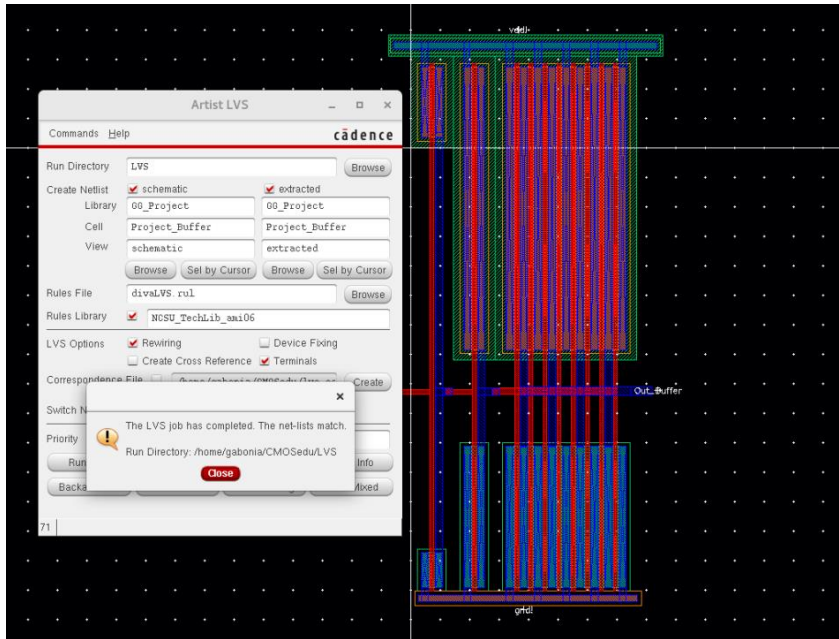 vdd!
Artist LVS
Commands Help cādence
Run Directory LVS Browse
Create Netlist schematic extracted
Library GG_Project GG_Project
Cell Project_Buffer Project_Buffer
View schematic extracted
Browse Sel by Cursor Browse Sel by Cursor
Rules File divaLVS.rul Browse
Rules Library NCSU_TechLib_ami06
LVS Options Rewiring Device Fixing
Create Cross Reference Terminals
Correspondence File Create
Out_Buffer
Switch N
The LVS job has completed. The net-lists match.
Priority
Run Directory: /home/gabonia/CMOSedu/LVS
Run Info
Close
Backa Mixed
71
gnd!